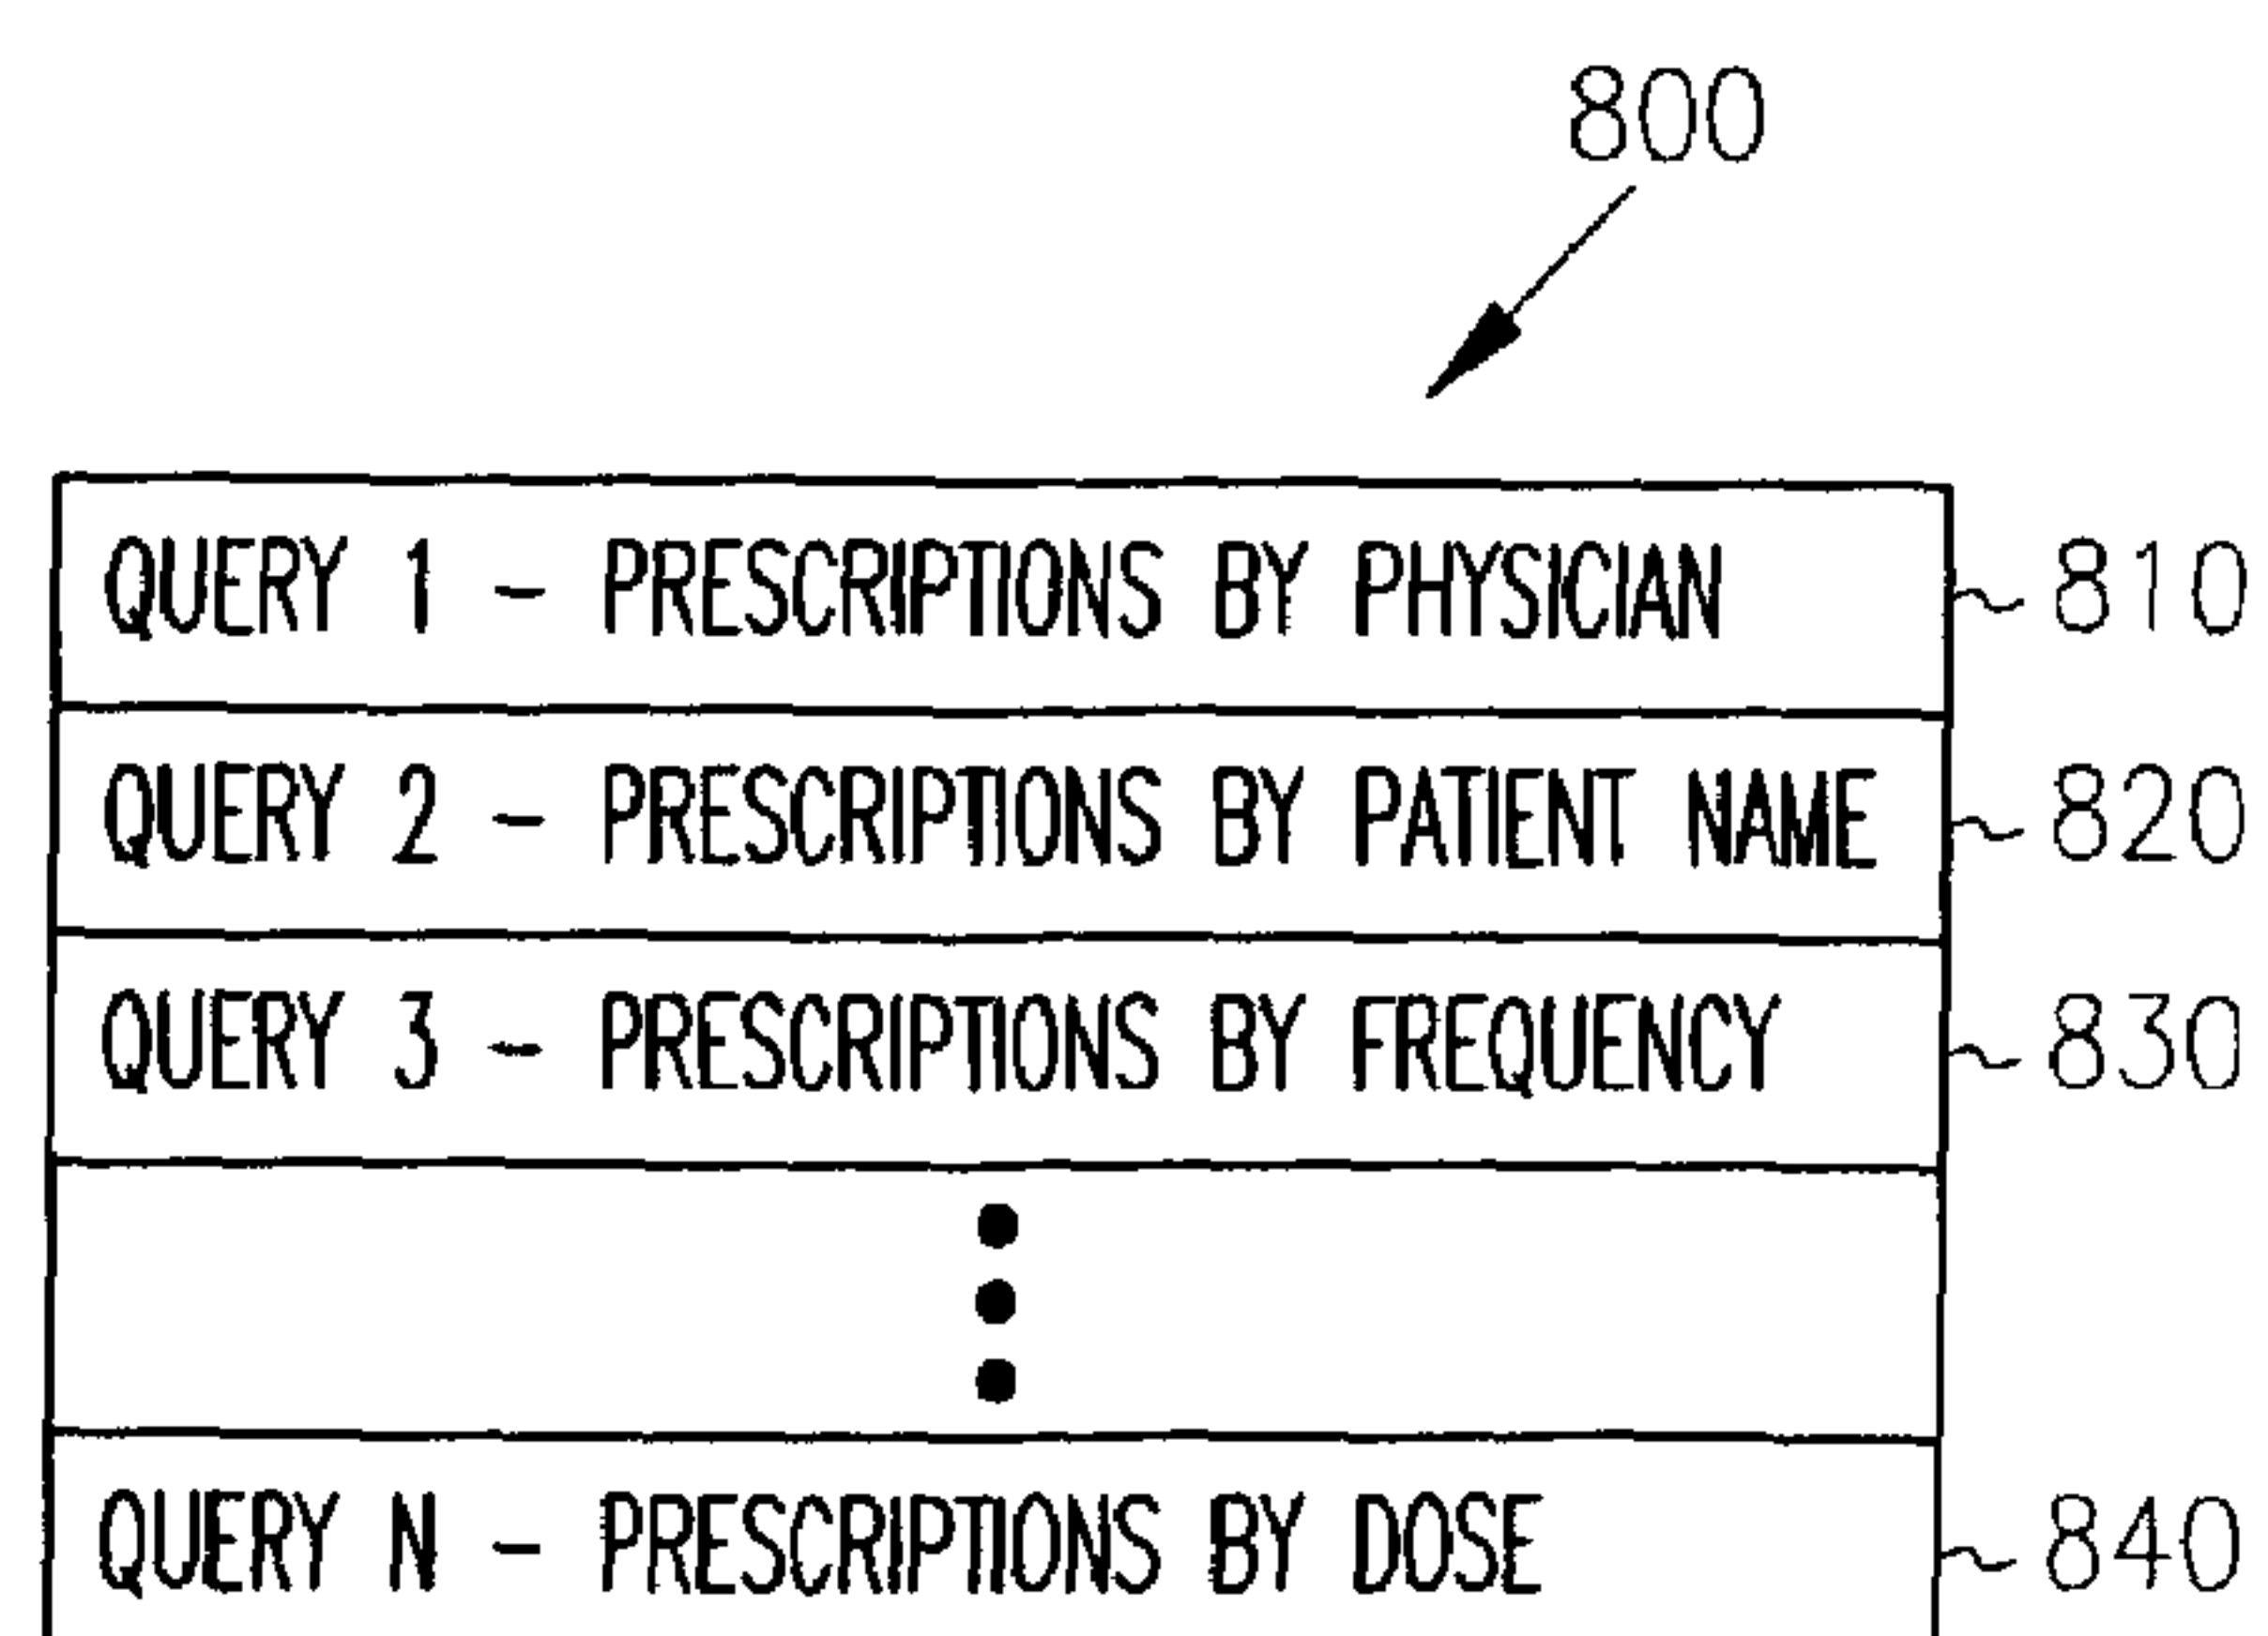 800
QUERY 1 - PRESCRIPTIONS BY PHYSICIAN 810
QUERY 2 - PRESCRIPTIONS BY PATIENT NAME 820
QUERY 3 - PRESCRIPTIONS BY FREQUENCY 830
QUERY N - PRESCRIPTIONS BY DOSE 840